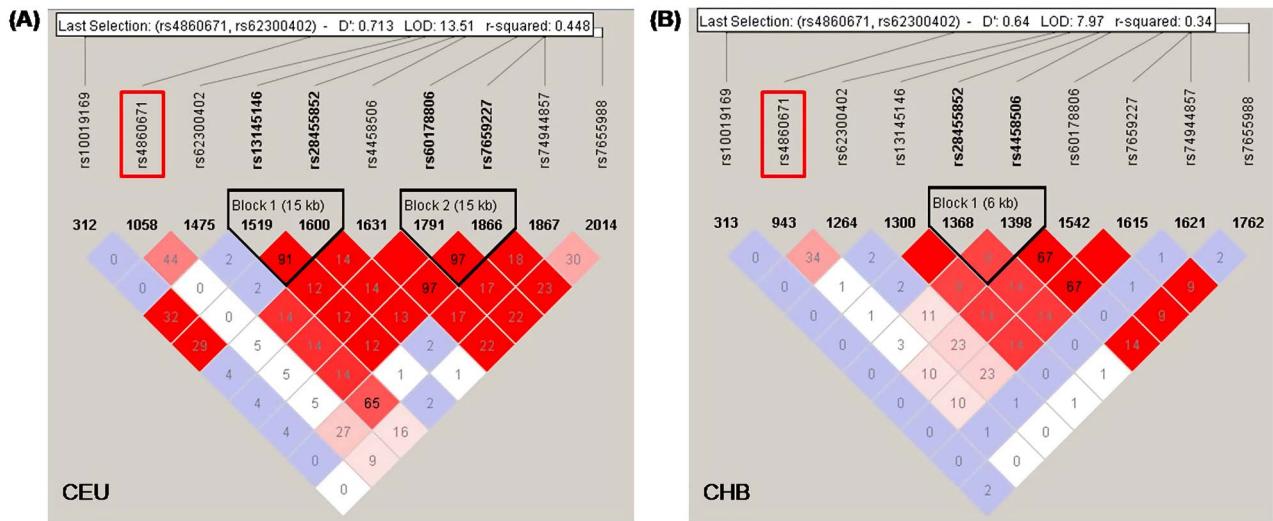 (A)
Last Selection: (rs4860671, rs62300402) - D': 0.713 LOD: 13.51 r-squared: 0.448
rs10019169
rs4860671
rs62300402
rs13145146
rs28455852
rs4458506
rs60178806
rs7659227
rs74944857
rs7655988
Block 1 (15 kb) Block 2 (15 kb)
312 1058 1475 1519 1600 1631 1791 1866 1867 2014
0 44 2 91 14 97 18 30
0 0 2 12 14 97 17 23
32 0 14 12 13 17 22
29 5 14 12 2 22
4 5 14 1 1
4 5 65 2
4 27 16
0 9
0
CEU
(B)
Last Selection: (rs4860671, rs62300402) - D': 0.64 LOD: 7.97 r-squared: 0.34
rs10019169
rs4860671
rs62300402
rs13145146
rs28455852
rs4458506
rs60178806
rs7659227
rs74944857
rs7655988
Block 1 (6 kb)
313 943 1264 1300 1368 1398 1542 1615 1621 1762
0 34 2 9 67 1 2
0 1 2 9 14 67 1 9
0 1 11 14 14 0 9
0 3 23 14 0 14
0 10 23 0 1
0 10 1 1
0 1 0
0 0
2
CHB